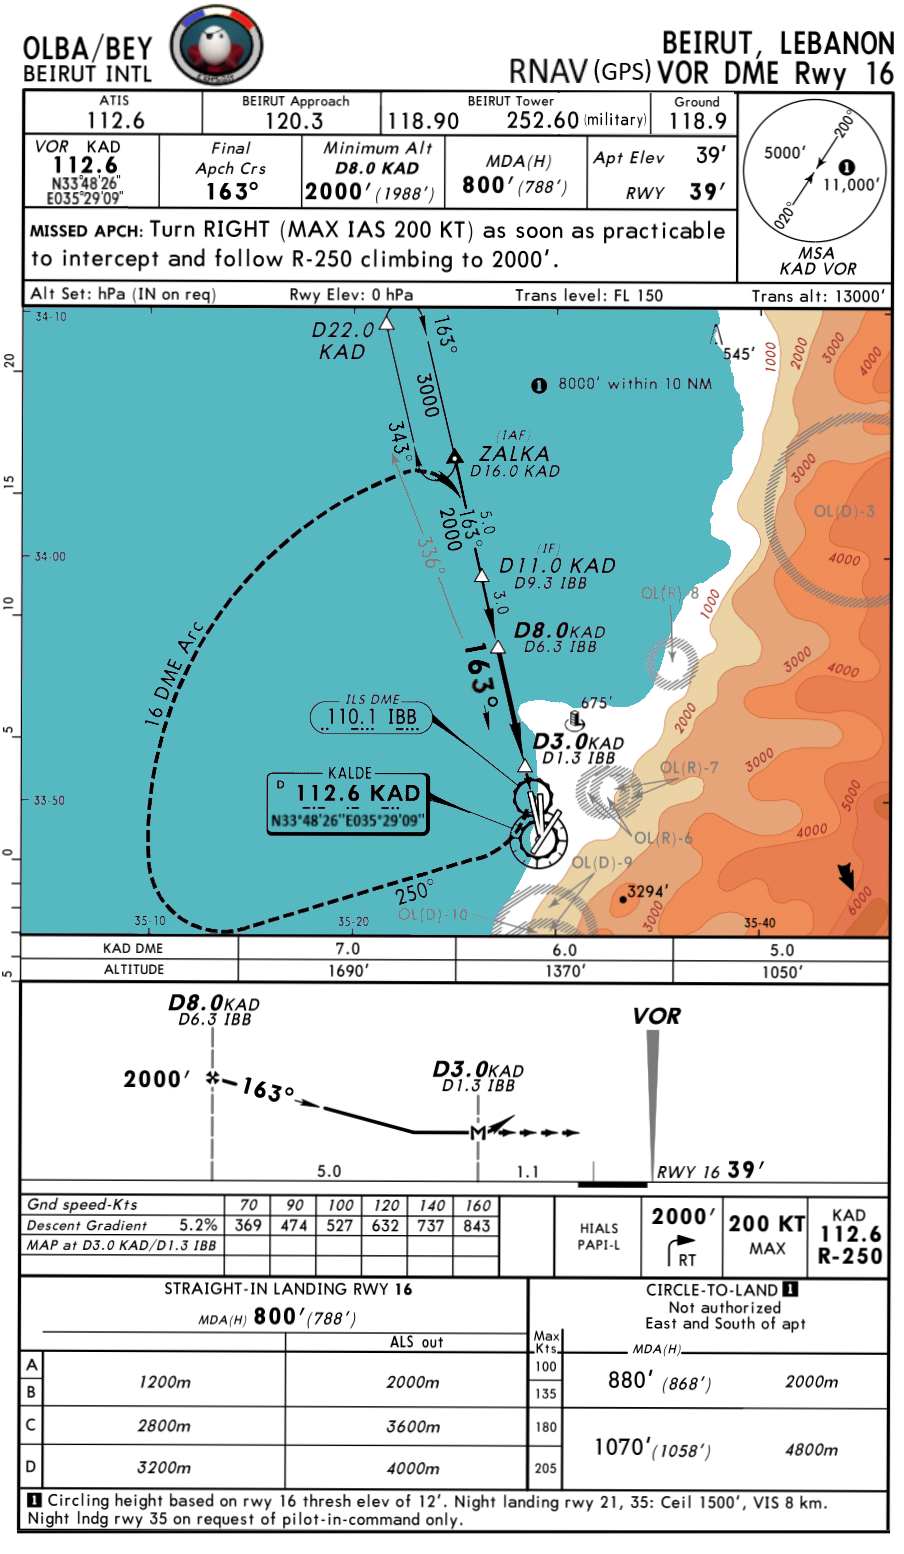 OLBA/BEY
BEIRUT INTL
BEIRUT, LEBANON
RNAV (GPS) VOR DME Rwy 16
ATIS
112.6
BEIRUT Approach
120.3
BEIRUT Tower
118.90 252.60 (military)
Ground
118.9
VOR KAD
112.6
N33°48'26"
E035°29'09"
Final
Apch Crs
163°
Minimum Alt
D8.0 KAD
2000' (1988')
MDA(H)
800' (788')
Apt Elev 39'
RWY 39'
5000'
200°
1
11,000'
020°
MSA
KAD VOR
MISSED APCH: Turn RIGHT (MAX IAS 200 KT) as soon as practicable
to intercept and follow R-250 climbing to 2000'.
Alt Set: hPa (IN on req) Rwy Elev: 0 hPa Trans level: FL 150 Trans alt: 13000'
34-10
D22.0
KAD
163°
3000
343°
545'
1000
2000
3000
4000
1 8000' within 10 NM
20
(IAF)
ZALKA
D16.0 KAD
3000
OL(D)-3
4000
15
5.0
163°
2000
336°
34-00
(IF)
D11.0 KAD
D9.3 IBB
3.0
OL(R)-8
1000
10
D8.0KAD
D6.3 IBB
16 DME Arc
163°
3000
4000
ILS DME
110.1 IBB
675'
2000
D3.0KAD
D1.3 IBB
5
3000
OL(R)-7
KALDE
D 112.6 KAD
N33°48'26"E035°29'09"
33-50
5000
4000
OL(R)-6
0
OL(D)-9
250°
3294'
OL(D)-10
3000
6000
35-10
35-20
35-40
5
KAD DME 7.0 6.0 5.0
ALTITUDE 1690' 1370' 1050'
D8.0KAD
D6.3 IBB
VOR
2000'
163°
D3.0KAD
D1.3 IBB
M
5.0
1.1
RWY 16 39'
Gnd speed-Kts 70 90 100 120 140 160
Descent Gradient 5.2% 369 474 527 632 737 843
MAP at D3.0 KAD/D1.3 IBB
HIALS
PAPI-L
2000'
RT
200 KT
MAX
KAD
112.6
R-250
STRAIGHT-IN LANDING RWY 16
MDA(H) 800' (788')
ALS out
A
B
1200m 2000m
C 2800m 3600m
D 3200m 4000m
CIRCLE-TO-LAND 1
Not authorized
East and South of apt
Max
Kts
MDA(H)
100
135
880' (868') 2000m
180
205
1070' (1058') 4800m
1 Circling height based on rwy 16 thresh elev of 12'. Night landing rwy 21, 35: Ceil 1500', VIS 8 km.
Night lndg rwy 35 on request of pilot-in-command only.